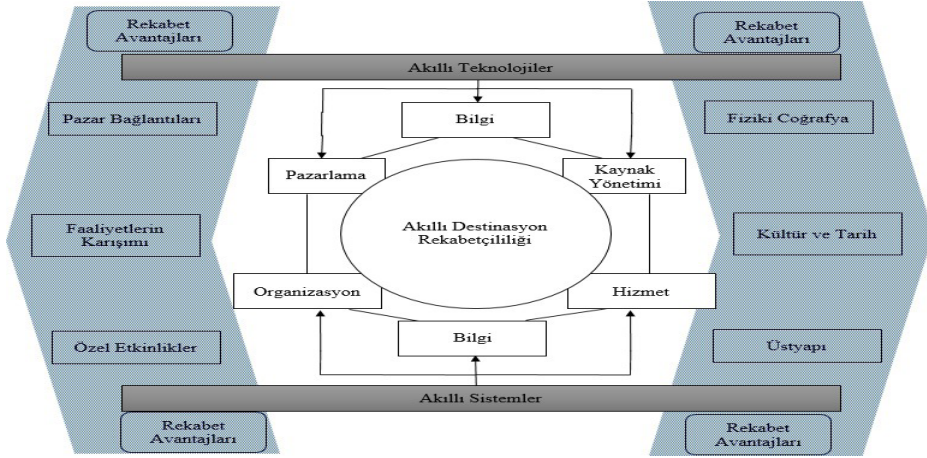 Rekabet
Avantajları
Rekabet
Avantajları
Akıllı Teknolojiler
Pazar Bağlantıları
Bilgi
Fiziki Coğrafya
Pazarlama
Kaynak
Yönetimi
Faaliyetlerin
Karışımı
Akıllı Destinasyon
Rekabetçililiği
Kültür ve Tarih
Organizasyon
Hizmet
Özel Etkinlikler
Bilgi
Üstyapı
Akıllı Sistemler
Rekabet
Avantajları
Rekabet
Avantajları